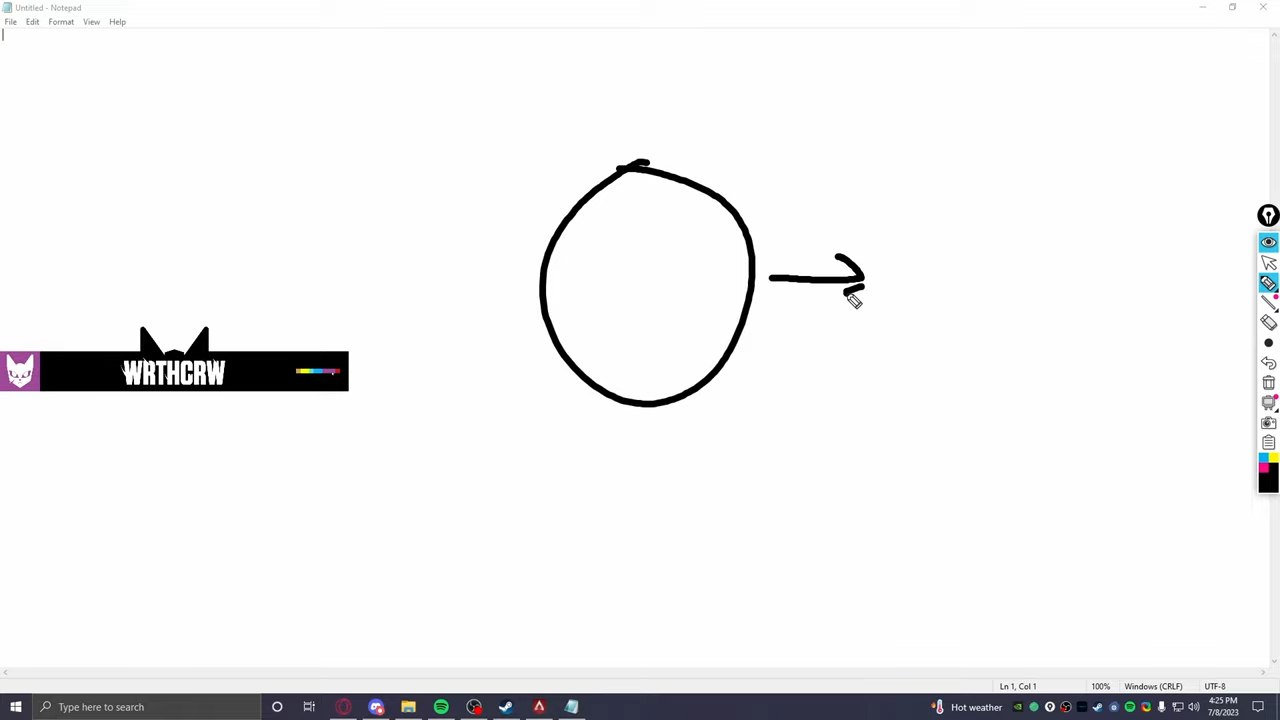 Untitled - Notepad
File Edit Format View Help
WRTHCRW
Ln 1, Col 1 100% Windows (CRLF) UTF-8
Type here to search
Hot weather
4:25 PM
7/8/2023